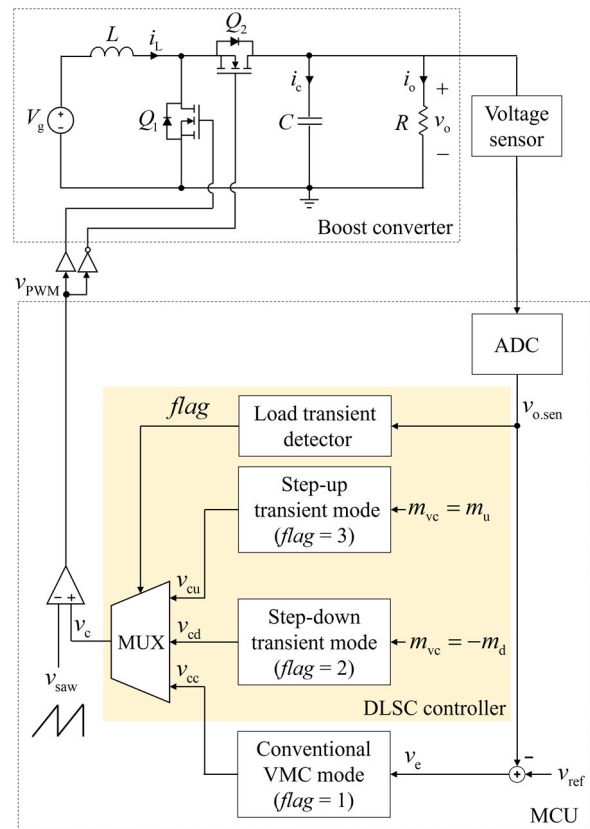 L
i_L
Q_2
V_g
Q_1
i_c
C
i_o
R
+
v_o
−
Voltage
sensor
Boost converter
v_PWM
ADC
v_o.sen
flag
Load transient
detector
Step-up
transient mode
(flag = 3)
m_vc = m_u
v_cu
− +
v_c
MUX
v_cd
Step-down
transient mode
(flag = 2)
m_vc = −m_d
v_cc
v_saw
DLSC controller
Conventional
VMC mode
(flag = 1)
v_e
−
+
v_ref
MCU